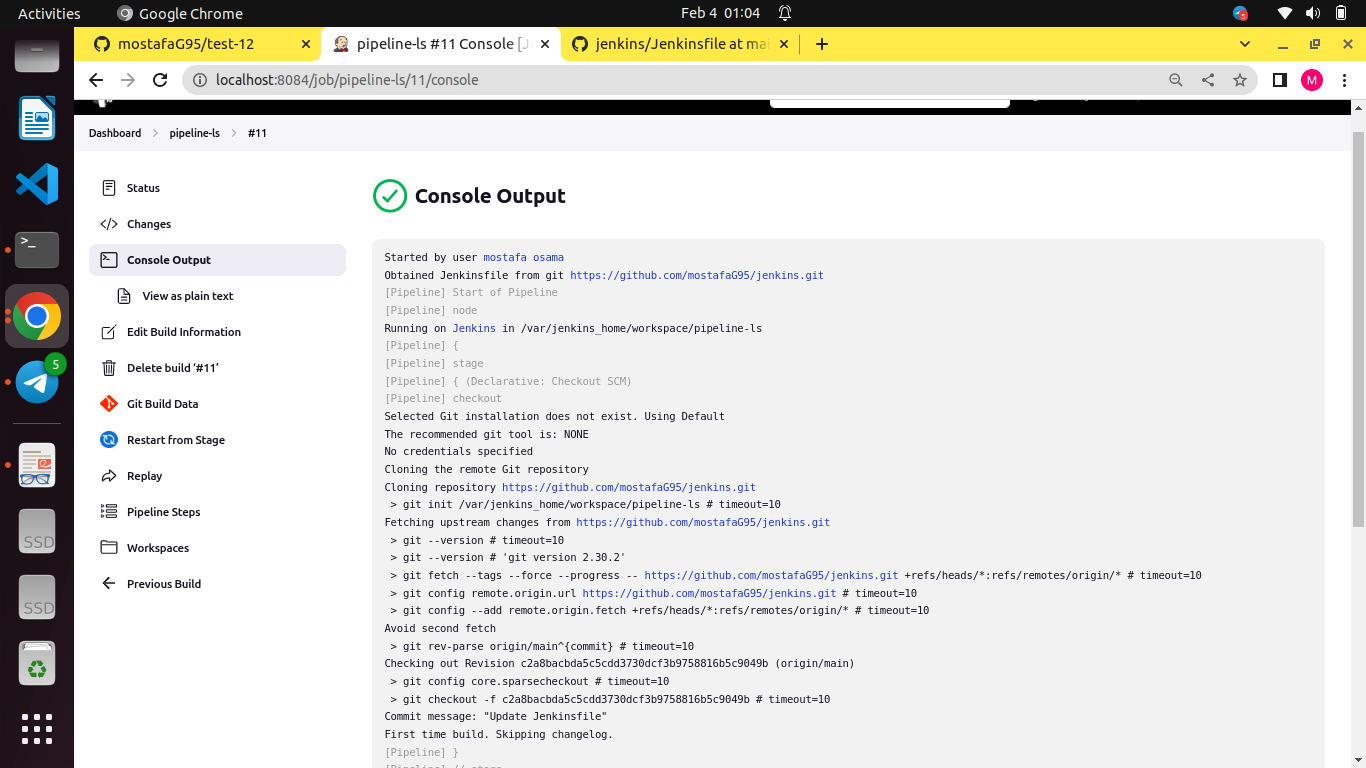 Activities
Google Chrome
Feb 4 01:04
5
mostafaG95/test-12
pipeline-ls #11 Console [J
jenkins/Jenkinsfile at mai
localhost:8084/job/pipeline-ls/11/console
M
Dashboard
pipeline-ls
#11
Status
Changes
Console Output
View as plain text
Edit Build Information
Delete build ‘#11’
Git Build Data
Restart from Stage
Replay
Pipeline Steps
Workspaces
Previous Build
>_
5
SSD
SSD
Console Output
Started by user mostafa osama
Obtained Jenkinsfile from git https://github.com/mostafaG95/jenkins.git
[Pipeline] Start of Pipeline
[Pipeline] node
Running on Jenkins in /var/jenkins_home/workspace/pipeline-ls
[Pipeline] {
[Pipeline] stage
[Pipeline] { (Declarative: Checkout SCM)
[Pipeline] checkout
Selected Git installation does not exist. Using Default
The recommended git tool is: NONE
No credentials specified
Cloning the remote Git repository
Cloning repository https://github.com/mostafaG95/jenkins.git
> git init /var/jenkins_home/workspace/pipeline-ls # timeout=10
Fetching upstream changes from https://github.com/mostafaG95/jenkins.git
> git --version # timeout=10
> git --version # 'git version 2.30.2'
> git fetch --tags --force --progress -- https://github.com/mostafaG95/jenkins.git +refs/heads/*:refs/remotes/origin/* # timeout=10
> git config remote.origin.url https://github.com/mostafaG95/jenkins.git # timeout=10
> git config --add remote.origin.fetch +refs/heads/*:refs/remotes/origin/* # timeout=10
Avoid second fetch
> git rev-parse origin/main^{commit} # timeout=10
Checking out Revision c2a8bacbda5c5cdd3730dcf3b9758816b5c9049b (origin/main)
> git config core.sparsecheckout # timeout=10
> git checkout -f c2a8bacbda5c5cdd3730dcf3b9758816b5c9049b # timeout=10
Commit message: "Update Jenkinsfile"
First time build. Skipping changelog.
[Pipeline] }
[Pipeline] // stage